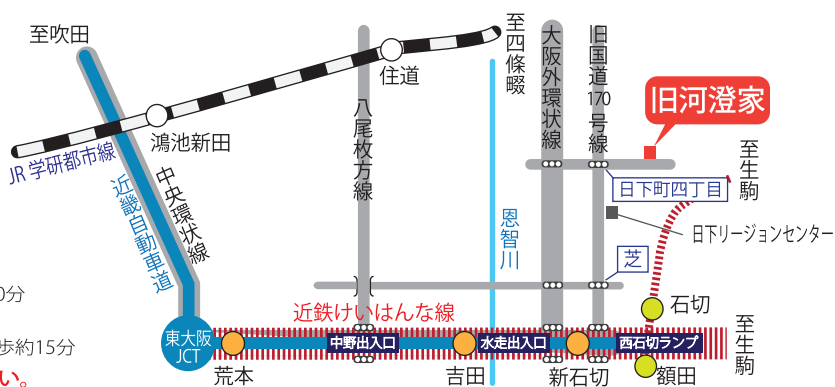 至吹田
至四條畷
大阪外環状線
旧国道170号線
住道
旧河澄家
鴻池新田
八尾枚方線
JR 学研都市線
中央環状線
近畿自動車道
至生駒
日下町四丁目
日下リージョンセンター
恩智川
芝
0分
近鉄けいはんな線
石切
東大阪
JCT
中野出入口
水走出入口
西石切ランプ
至生駒
歩約15分
荒本
吉田
新石切
額田
い。